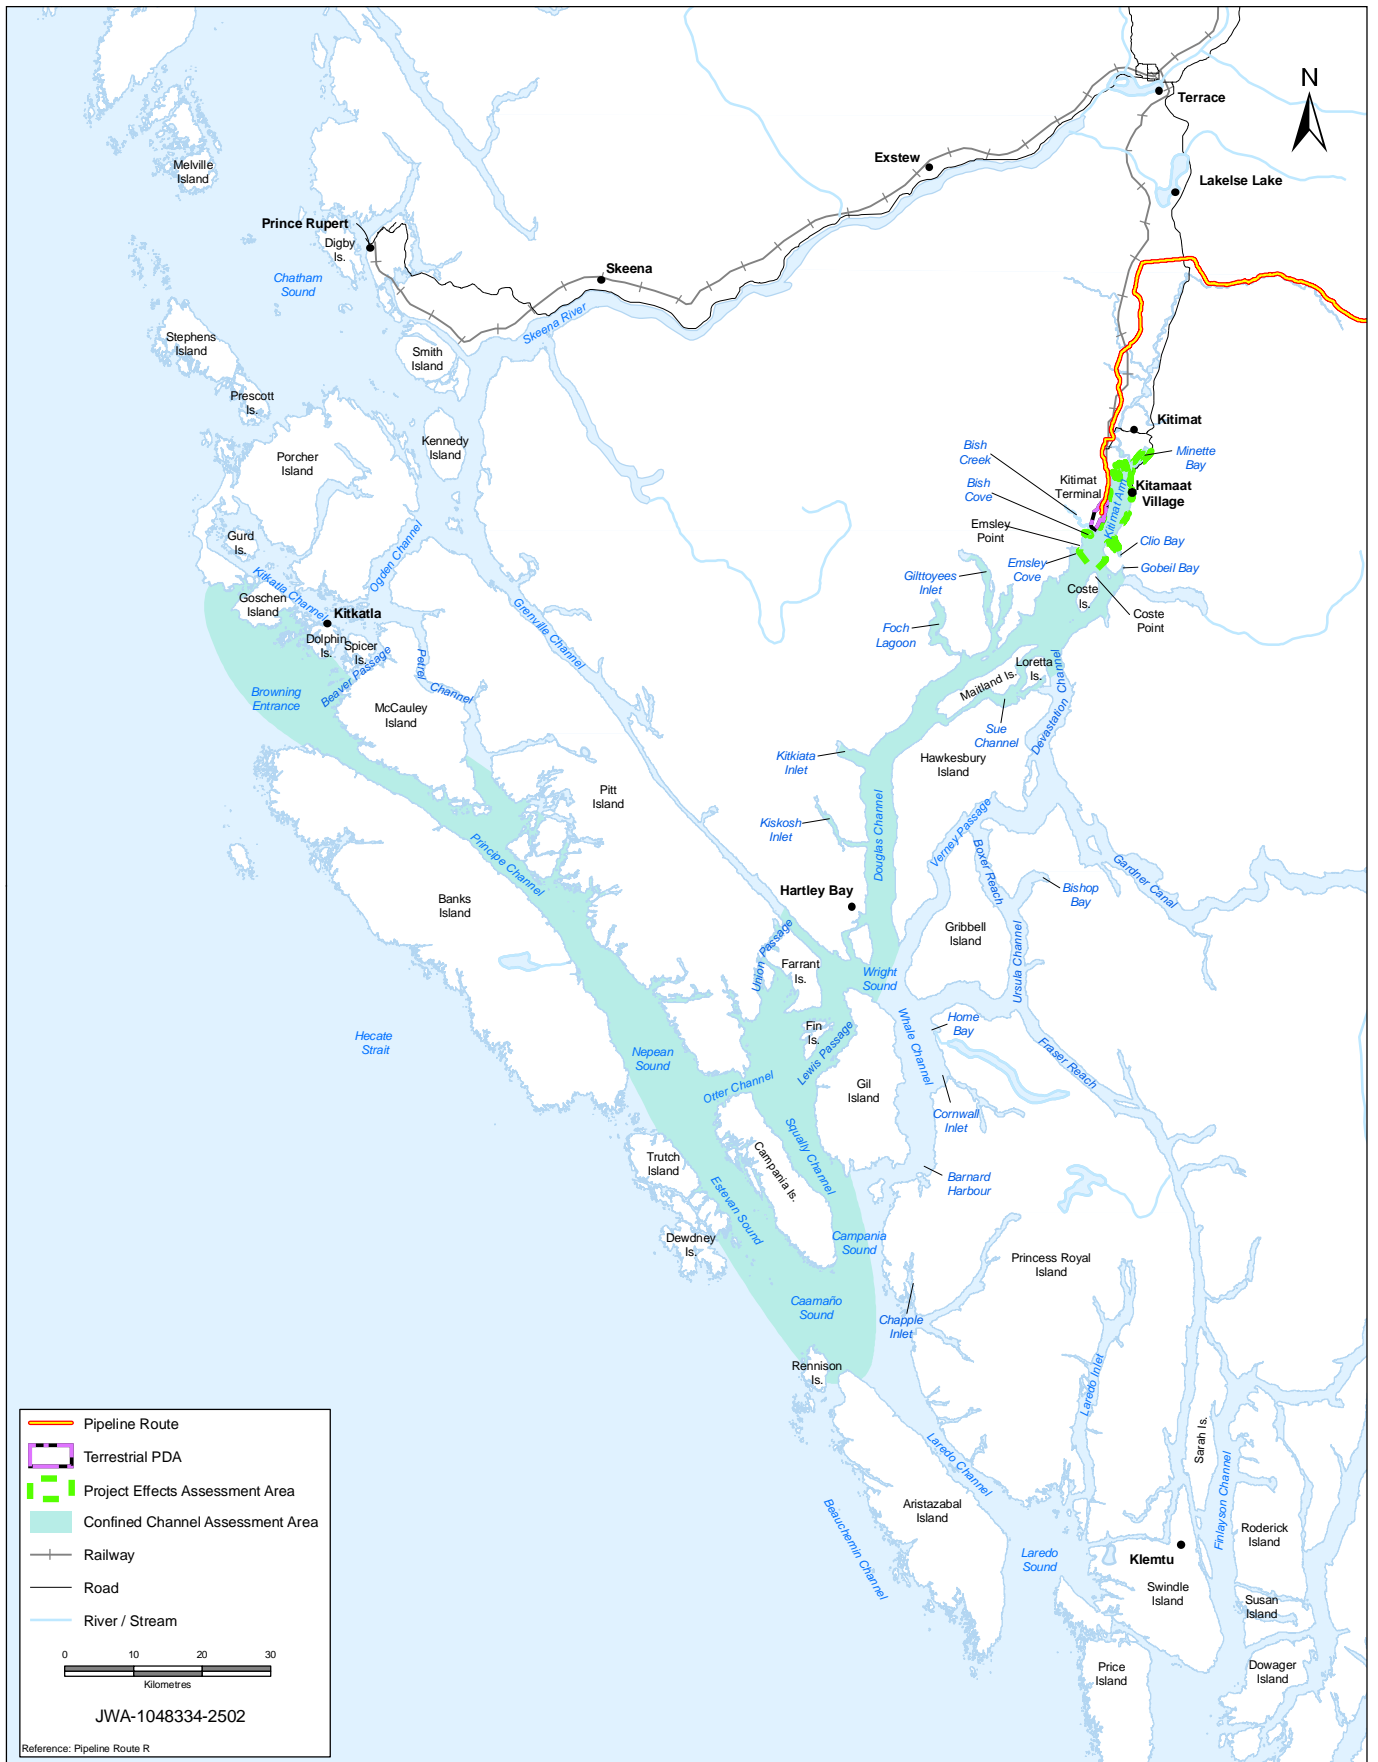 N
Terrace
Exstew
Lakelse Lake
Melville
Island
Prince Rupert
Digby
Is.
Skeena
Chatham
Sound
Skeena River
Stephens
Island
Smith
Island
Prescott
Is.
Kennedy
Island
Porcher
Island
Kitimat
Bish
Creek
Minette
Bay
Bish
Cove
Kitimat
Terminal
Kitamaat
Village
Kitimat Arm
Emsley
Point
Clio Bay
Gurd
Is.
Ogden Channel
Emsley
Cove
Gobeil Bay
Gilttoyees
Inlet
Kitkatla Channel
Goschen
Island
Kitkatla
Coste
Is.
Coste
Point
Grenville Channel
Foch
Lagoon
Dolphin
Is.
Spicer
Is.
Beaver Passage
Petrel
Channel
Loretta
Is.
Maitland Is.
Devastation Channel
Browning
Entrance
McCauley
Island
Sue
Channel
Kitkiata
Inlet
Hawkesbury
Island
Pitt
Island
Kiskosh
Inlet
Douglas Channel
Verney Passage
Principe Channel
Boxer Reach
Gardner Canal
Bishop
Bay
Hartley Bay
Banks
Island
Gribbell
Island
Union Passage
Farrant
Is.
Wright
Sound
Ursula Channel
Fin
Is.
Whale Channel
Home
Bay
Hecate
Strait
Lewis Passage
Nepean
Sound
Fraser Reach
Otter Channel
Gil
Island
Cornwall
Inlet
Squally Channel
Trutch
Island
Campania Is.
Barnard
Harbour
Estevan Sound
Dewdney
Is.
Campania
Sound
Princess Royal
Island
Caamaño
Sound
Chapple
Inlet
Rennison
Is.
Laredo Inlet
Laredo Channel
Sarah Is.
Finlayson Channel
Aristazabal
Island
Beauchemin Channel
Roderick
Island
Laredo
Sound
Klemtu
Swindle
Island
Susan
Island
Price
Island
Dowager
Island
Pipeline Route
Terrestrial PDA
Project Effects Assessment Area
Confined Channel Assessment Area
Railway
Road
River / Stream
0 10 20 30
Kilometres
JWA-1048334-2502
Reference: Pipeline Route R